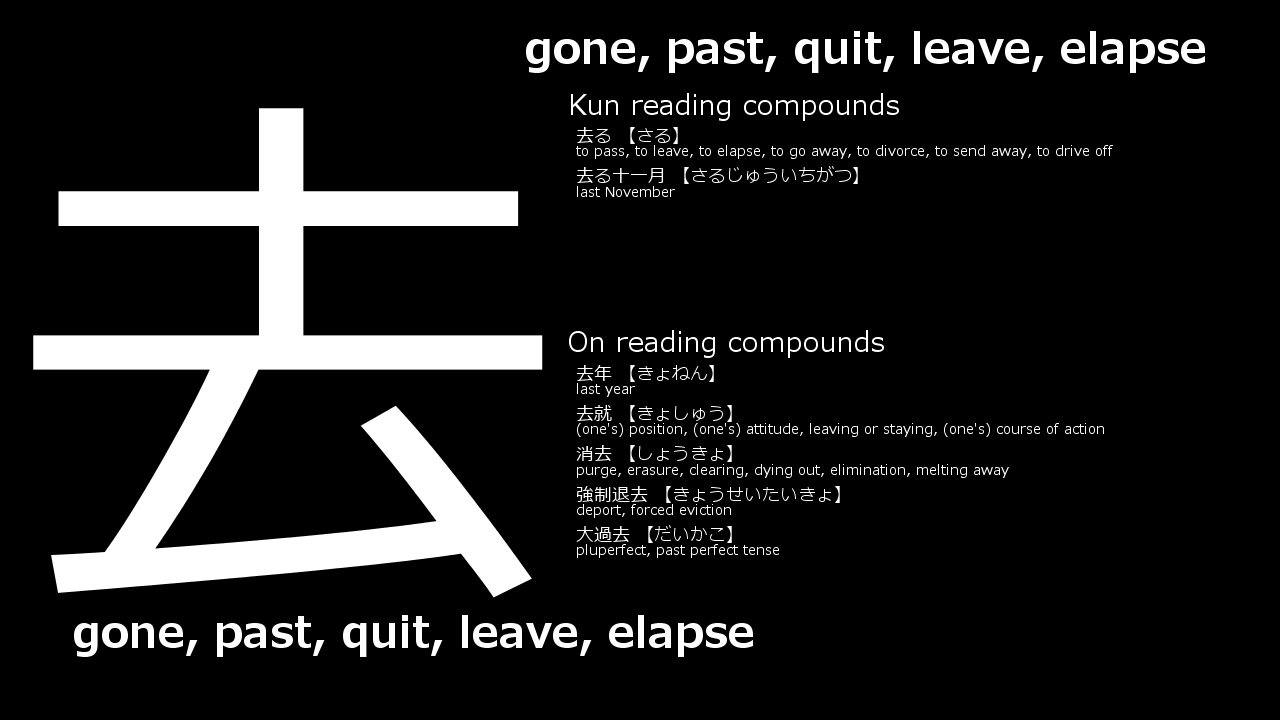 gone, past, quit, leave, elapse
去
Kun reading compounds
去る 【さる】
to pass, to leave, to elapse, to go away, to divorce, to send away, to drive off
去る十一月 【さるじゅういちがつ】
last November
On reading compounds
去年 【きょねん】
last year
去就 【きょしゅう】
(one's) position, (one's) attitude, leaving or staying, (one's) course of action
消去 【しょうきょ】
purge, erasure, clearing, dying out, elimination, melting away
強制退去 【きょうせいたいきょ】
deport, forced eviction
大過去 【だいかこ】
pluperfect, past perfect tense
gone, past, quit, leave, elapse